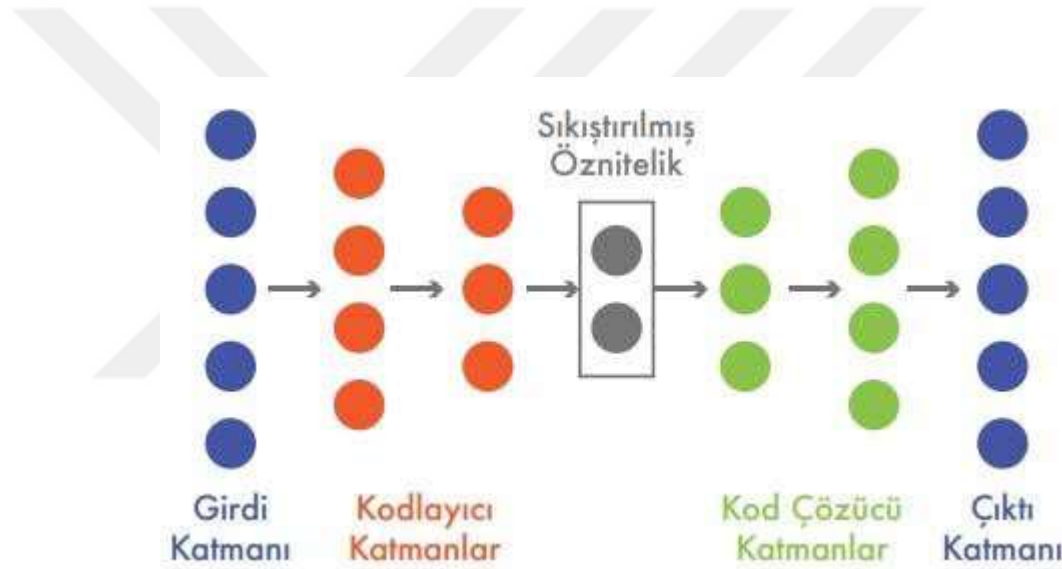 Sıkıştırılmış
Öznitelik
Girdi
Katmanı
Kodlayıcı
Katmanlar
Kod Çözücü
Katmanlar
Çıktı
Katmanı